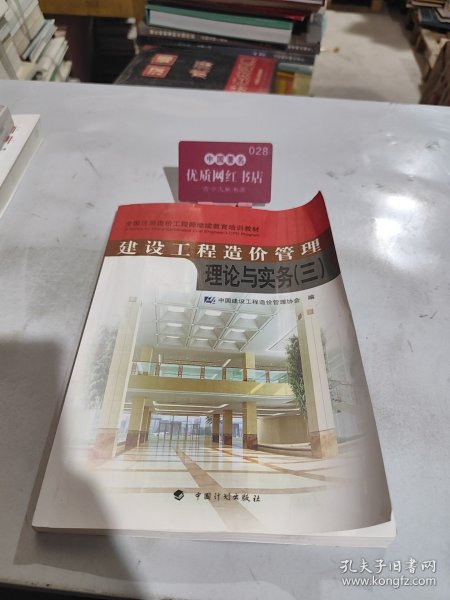 中国著名
028
优质网红书店
全国注册造价工程师继续教育培训教材
建设工程造价管理
理论与实务(三)
中国建设工程造价管理协会 编
中国计划出版社
孔夫子旧书网
www.kongfz.com